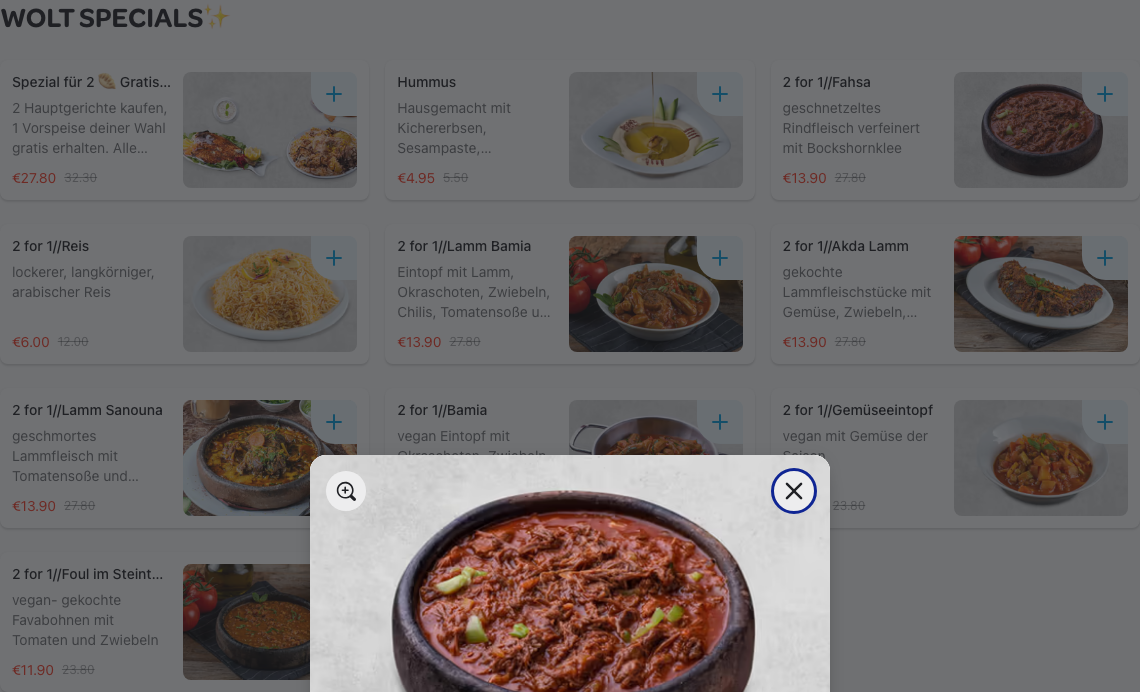 WOLT SPECIALS✨
Spezial für 2 🫓 Gratis...
2 Hauptgerichte kaufen,
1 Vorspeise deiner Wahl
gratis erhalten. Alle...
€27.80 32.30
Hummus
Hausgemacht mit
Kichererbsen,
Sesampaste,...
€4.95 5.50
2 for 1//Fahsa
geschnetzeltes
Rindfleisch verfeinert
mit Bockshornklee
€13.90 27.80
2 for 1//Reis
lockerer, langkörniger,
arabischer Reis
€6.00 12.00
2 for 1//Lamm Bamia
Eintopf mit Lamm,
Okraschoten, Zwiebeln,
Chilis, Tomatensoße u...
€13.90 27.80
2 for 1//Akda Lamm
gekochte
Lammfleischstücke mit
Gemüse, Zwiebeln,...
€13.90 27.80
2 for 1//Lamm Sanouna
geschmortes
Lammfleisch mit
Tomatensoße und...
€13.90 27.80
2 for 1//Bamia
vegan Eintopf mit
Okraschoten, Zwiebeln
2 for 1//Gemüseeintopf
vegan mit Gemüse der
Saison
23.80
2 for 1//Foul im Steint...
vegan- gekochte
Favabohnen mit
Tomaten und Zwiebeln
€11.90 23.80